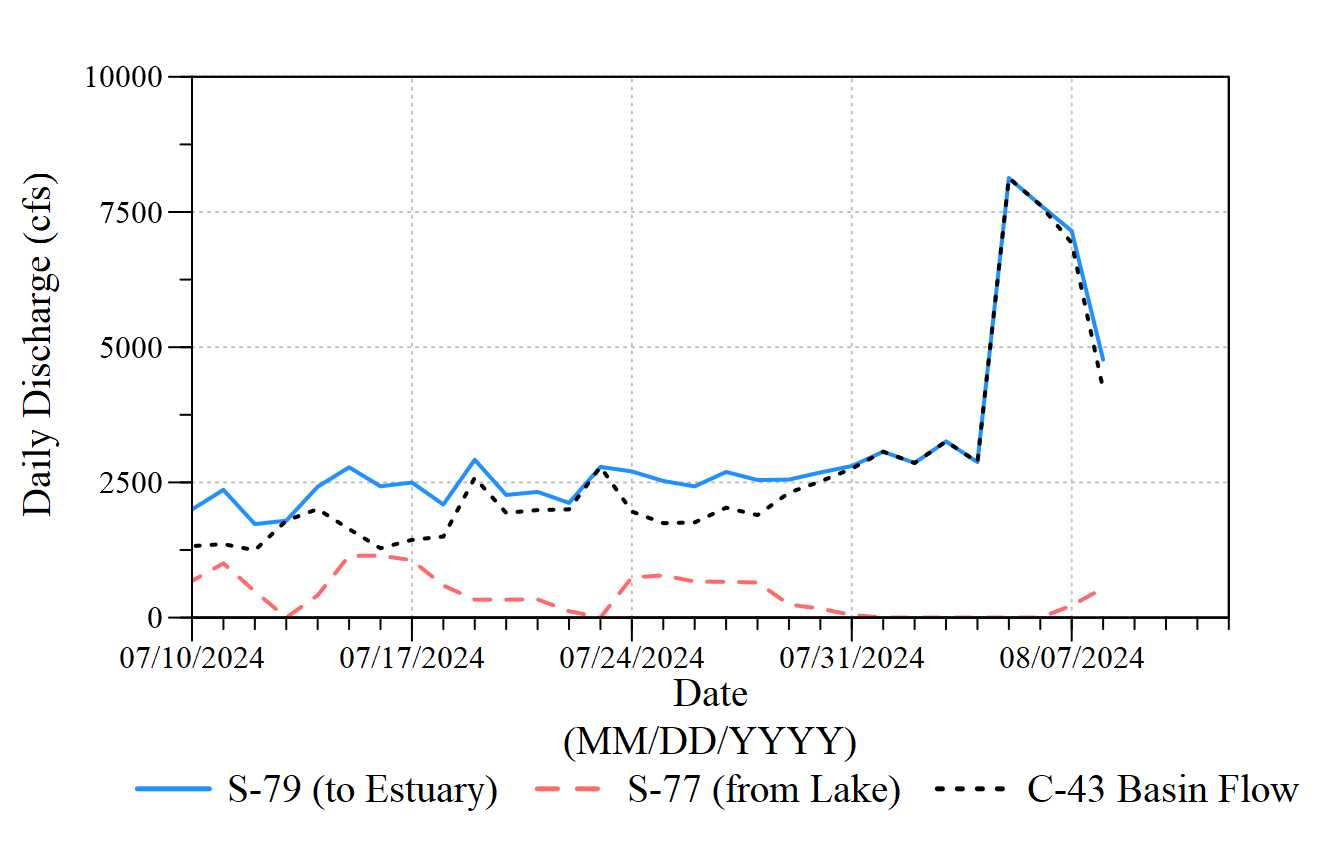 10000
7500
5000
2500
0
Daily Discharge (cfs)
07/10/2024 07/17/2024 07/24/2024 07/31/2024 08/07/2024
Date
(MM/DD/YYYY)
S-79 (to Estuary) S-77 (from Lake) C-43 Basin Flow